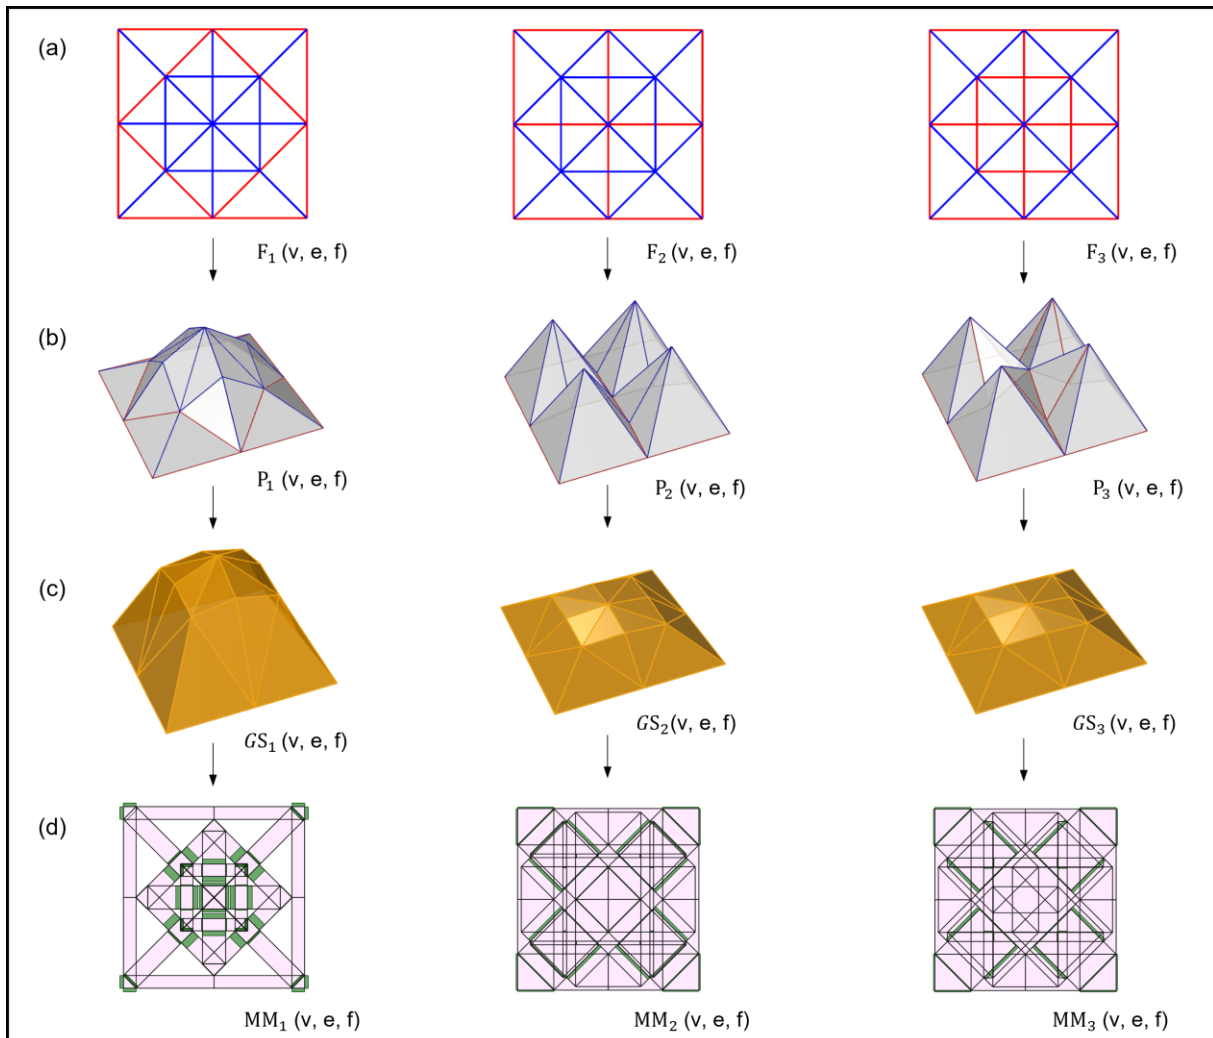 (a)
F₁ (v, e, f) F₂ (v, e, f) F₃ (v, e, f)
(b)
P₁ (v, e, f) P₂ (v, e, f) P₃ (v, e, f)
(c)
GS₁ (v, e, f) GS₂(v, e, f) GS₃ (v, e, f)
(d)
MM₁ (v, e, f) MM₂ (v, e, f) MM₃ (v, e, f)